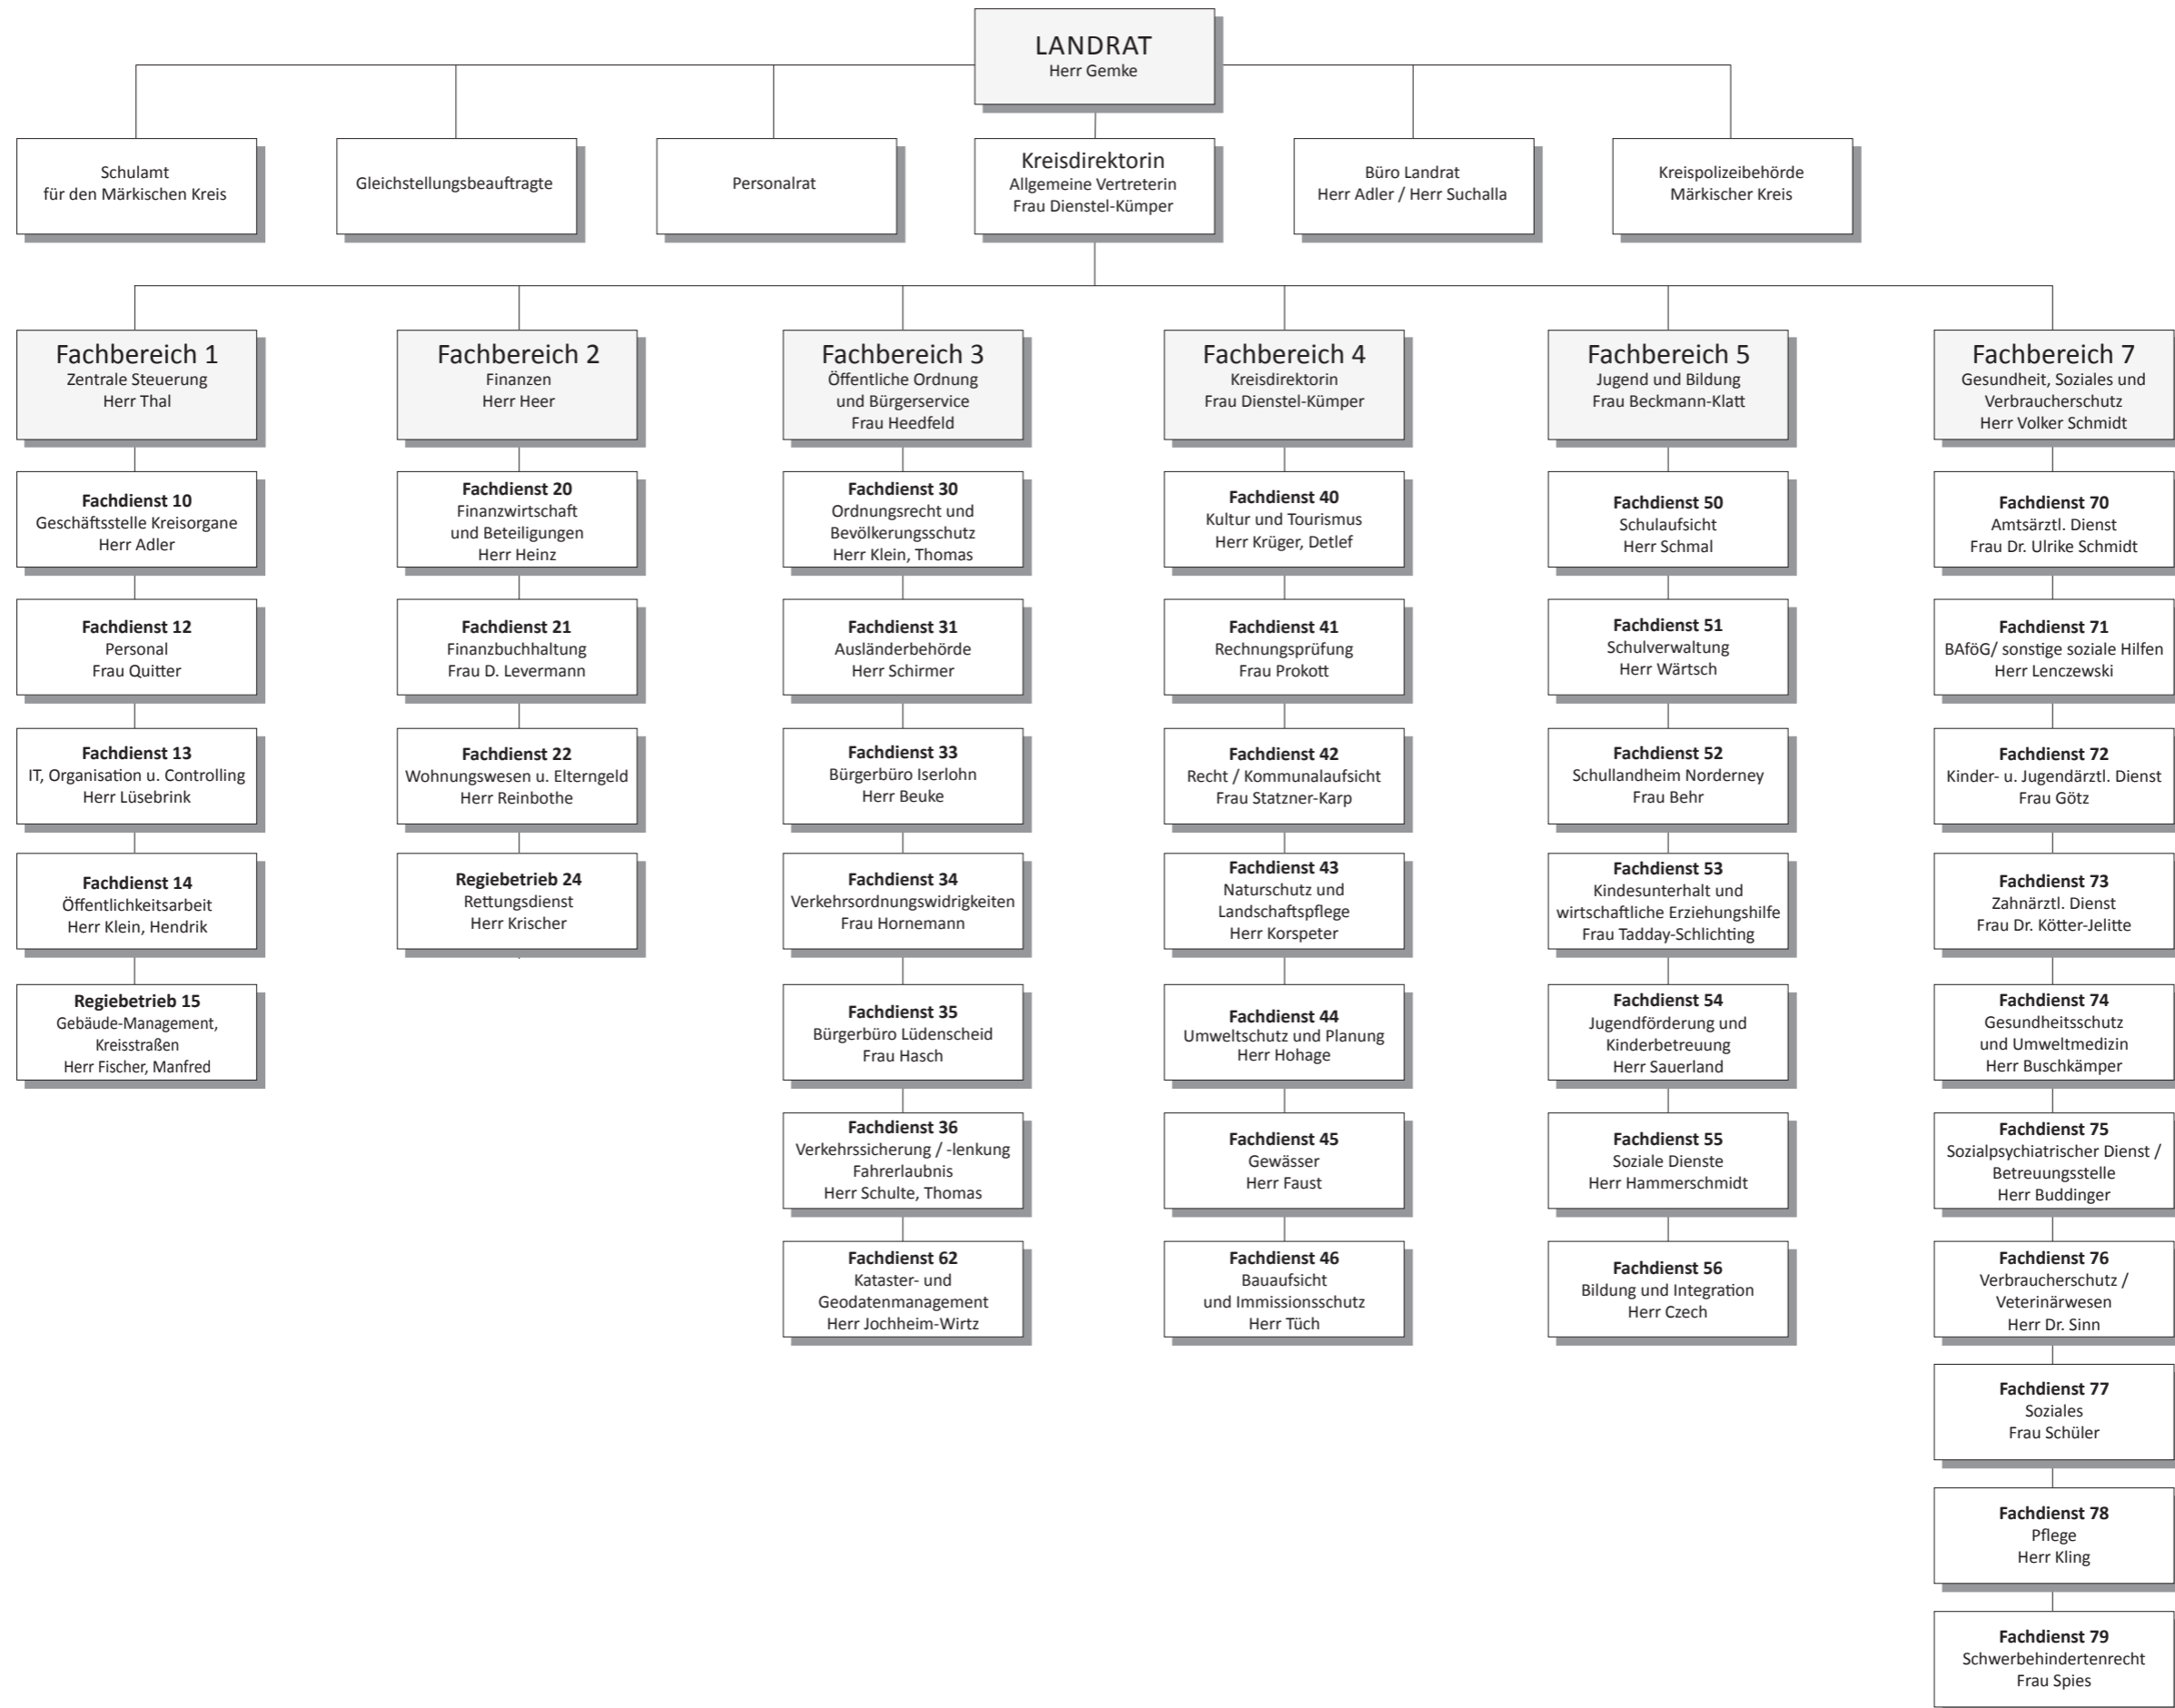 LANDRAT
Herr Gemke
Schulamt
für den Märkischen Kreis
Gleichstellungsbeauftragte
Personalrat
Kreisdirektorin
Allgemeine Vertreterin
Frau Dienstel-Kümper
Büro Landrat
Herr Adler / Herr Suchalla
Kreispolizeibehörde
Märkischer Kreis
Fachbereich 1
Zentrale Steuerung
Herr Thal
Fachdienst 10
Geschäftsstelle Kreisorgane
Herr Adler
Fachdienst 12
Personal
Frau Quitter
Fachdienst 13
IT, Organisation u. Controlling
Herr Lüsebrink
Fachdienst 14
Öffentlichkeitsarbeit
Herr Klein, Hendrik
Regiebetrieb 15
Gebäude-Management,
Kreisstraßen
Herr Fischer, Manfred
Fachbereich 2
Finanzen
Herr Heer
Fachdienst 20
Finanzwirtschaft
und Beteiligungen
Herr Heinz
Fachdienst 21
Finanzbuchhaltung
Frau D. Levermann
Fachdienst 22
Wohnungswesen u. Elterngeld
Herr Reinbothe
Regiebetrieb 24
Rettungsdienst
Herr Krischer
Fachbereich 3
Öffentliche Ordnung
und Bürgerservice
Frau Heedfeld
Fachdienst 30
Ordnungsrecht und
Bevölkerungsschutz
Herr Klein, Thomas
Fachdienst 31
Ausländerbehörde
Herr Schirmer
Fachdienst 33
Bürgerbüro Iserlohn
Herr Beuke
Fachdienst 34
Verkehrsordnungswidrigkeiten
Frau Hornemann
Fachdienst 35
Bürgerbüro Lüdenscheid
Frau Hasch
Fachdienst 36
Verkehrssicherung / -lenkung
Fahrerlaubnis
Herr Schulte, Thomas
Fachdienst 62
Kataster- und
Geodatenmanagement
Herr Jochheim-Wirtz
Fachbereich 4
Kreisdirektorin
Frau Dienstel-Kümper
Fachdienst 40
Kultur und Tourismus
Herr Krüger, Detlef
Fachdienst 41
Rechnungsprüfung
Frau Prokott
Fachdienst 42
Recht / Kommunalaufsicht
Frau Statzner-Karp
Fachdienst 43
Naturschutz und
Landschaftspflege
Herr Korspeter
Fachdienst 44
Umweltschutz und Planung
Herr Hohage
Fachdienst 45
Gewässer
Herr Faust
Fachdienst 46
Bauaufsicht
und Immissionsschutz
Herr Tüch
Fachbereich 5
Jugend und Bildung
Frau Beckmann-Klatt
Fachdienst 50
Schulaufsicht
Herr Schmal
Fachdienst 51
Schulverwaltung
Herr Wärtsch
Fachdienst 52
Schullandheim Norderney
Frau Behr
Fachdienst 53
Kindesunterhalt und
wirtschaftliche Erziehungshilfe
Frau Tadday-Schlichting
Fachdienst 54
Jugendförderung und
Kinderbetreuung
Herr Sauerland
Fachdienst 55
Soziale Dienste
Herr Hammerschmidt
Fachdienst 56
Bildung und Integration
Herr Czech
Fachbereich 7
Gesundheit, Soziales und
Verbraucherschutz
Herr Volker Schmidt
Fachdienst 70
Amtsärztl. Dienst
Frau Dr. Ulrike Schmidt
Fachdienst 71
BAföG/ sonstige soziale Hilfen
Herr Lenczewski
Fachdienst 72
Kinder- u. Jugendärztl. Dienst
Frau Götz
Fachdienst 73
Zahnärztl. Dienst
Frau Dr. Kötter-Jelitte
Fachdienst 74
Gesundheitsschutz
und Umweltmedizin
Herr Buschkämper
Fachdienst 75
Sozialpsychiatrischer Dienst /
Betreuungsstelle
Herr Buddinger
Fachdienst 76
Verbraucherschutz /
Veterinärwesen
Herr Dr. Sinn
Fachdienst 77
Soziales
Frau Schüler
Fachdienst 78
Pflege
Herr Kling
Fachdienst 79
Schwerbehindertenrecht
Frau Spies